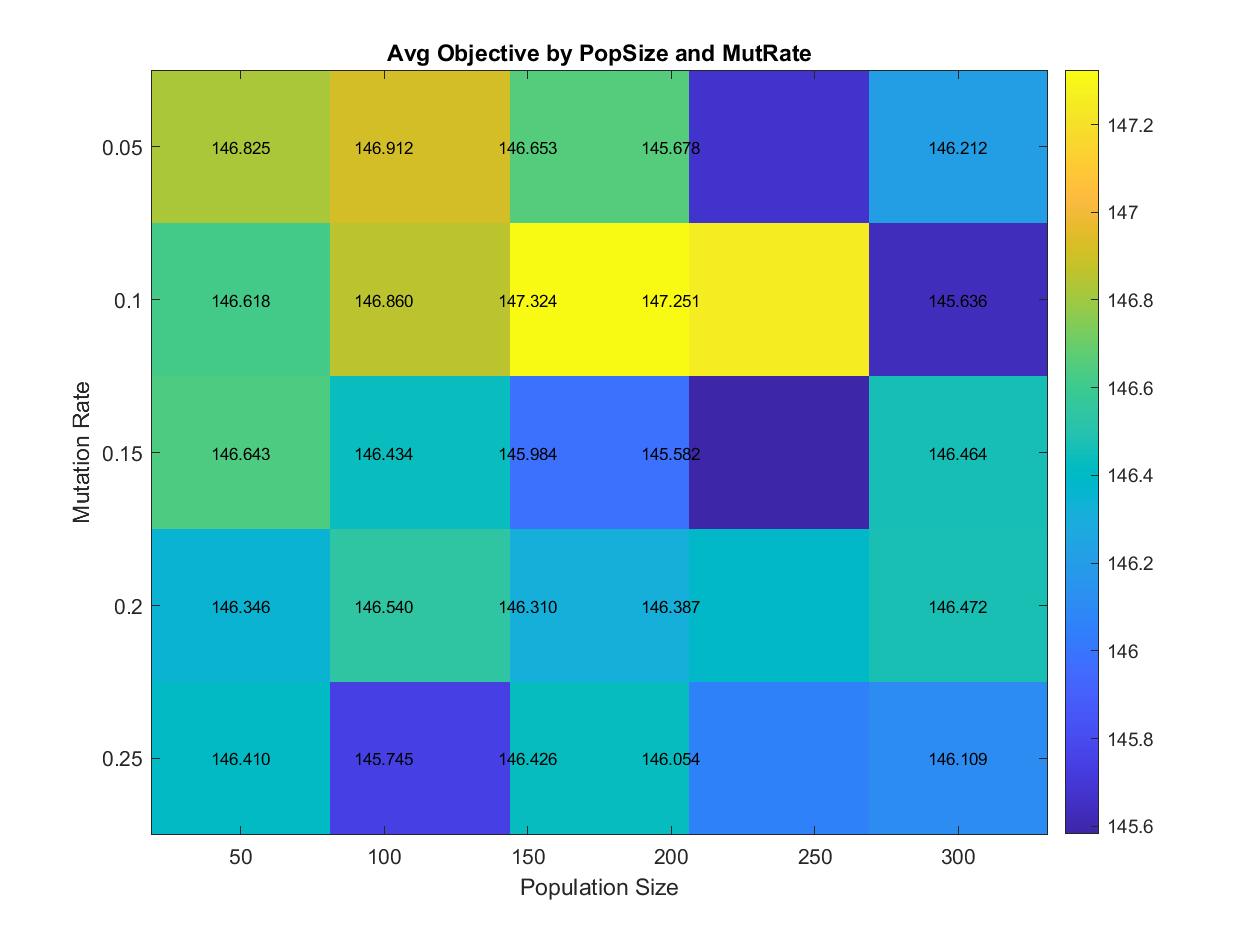 Avg Objective by PopSize and MutRate
147.2
0.05 146.825 146.912 146.653 145.678 146.212
147
0.1 146.618 146.860 147.324 147.251 145.636
146.8
146.6
Mutation Rate
0.15 146.643 146.434 145.984 145.582 146.464
146.4
146.2
0.2 146.346 146.540 146.310 146.387 146.472
146
145.8
0.25 146.410 145.745 146.426 146.054 146.109
145.6
50 100 150 200 250 300
Population Size